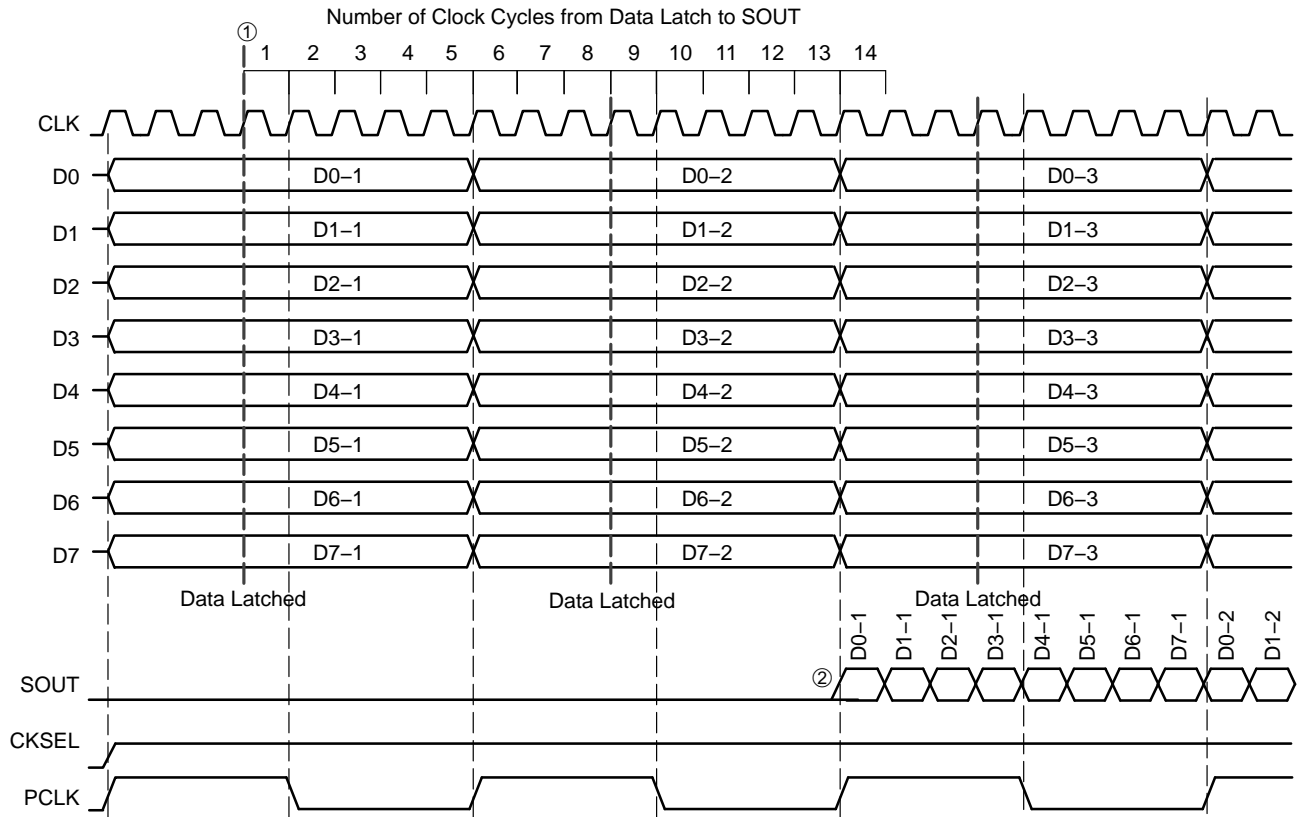 Number of Clock Cycles from Data Latch to SOUT
①
1 2 3 4 5 6 7 8 9 10 11 12 13 14
CLK
D0 D0–1 D0–2 D0–3
D1 D1–1 D1–2 D1–3
D2 D2–1 D2–2 D2–3
D3 D3–1 D3–2 D3–3
D4 D4–1 D4–2 D4–3
D5 D5–1 D5–2 D5–3
D6 D6–1 D6–2 D6–3
D7 D7–1 D7–2 D7–3
Data Latched Data Latched Data Latched
D0–1 D1–1 D2–1 D3–1 D4–1 D5–1 D6–1 D7–1 D0–2 D1–2
SOUT ②
CKSEL
PCLK